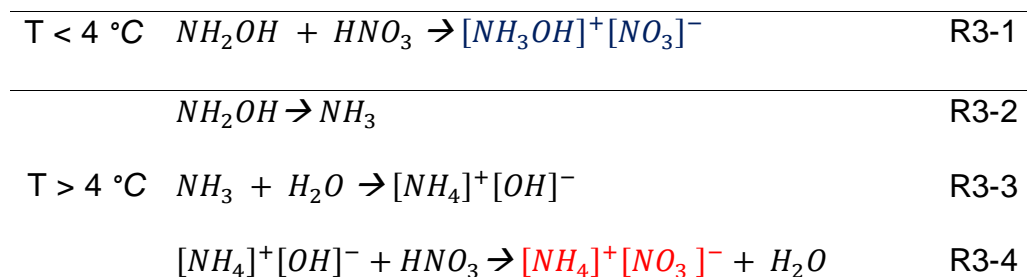 T < 4 °C NH₂OH + HNO₃ → [NH₃OH]⁺[NO₃]⁻ R3-1
NH₂OH → NH₃ R3-2
T > 4 °C NH₃ + H₂O → [NH₄]⁺[OH]⁻ R3-3
[NH₄]⁺[OH]⁻ + HNO₃ → [NH₄]⁺[NO₃]⁻ + H₂O R3-4